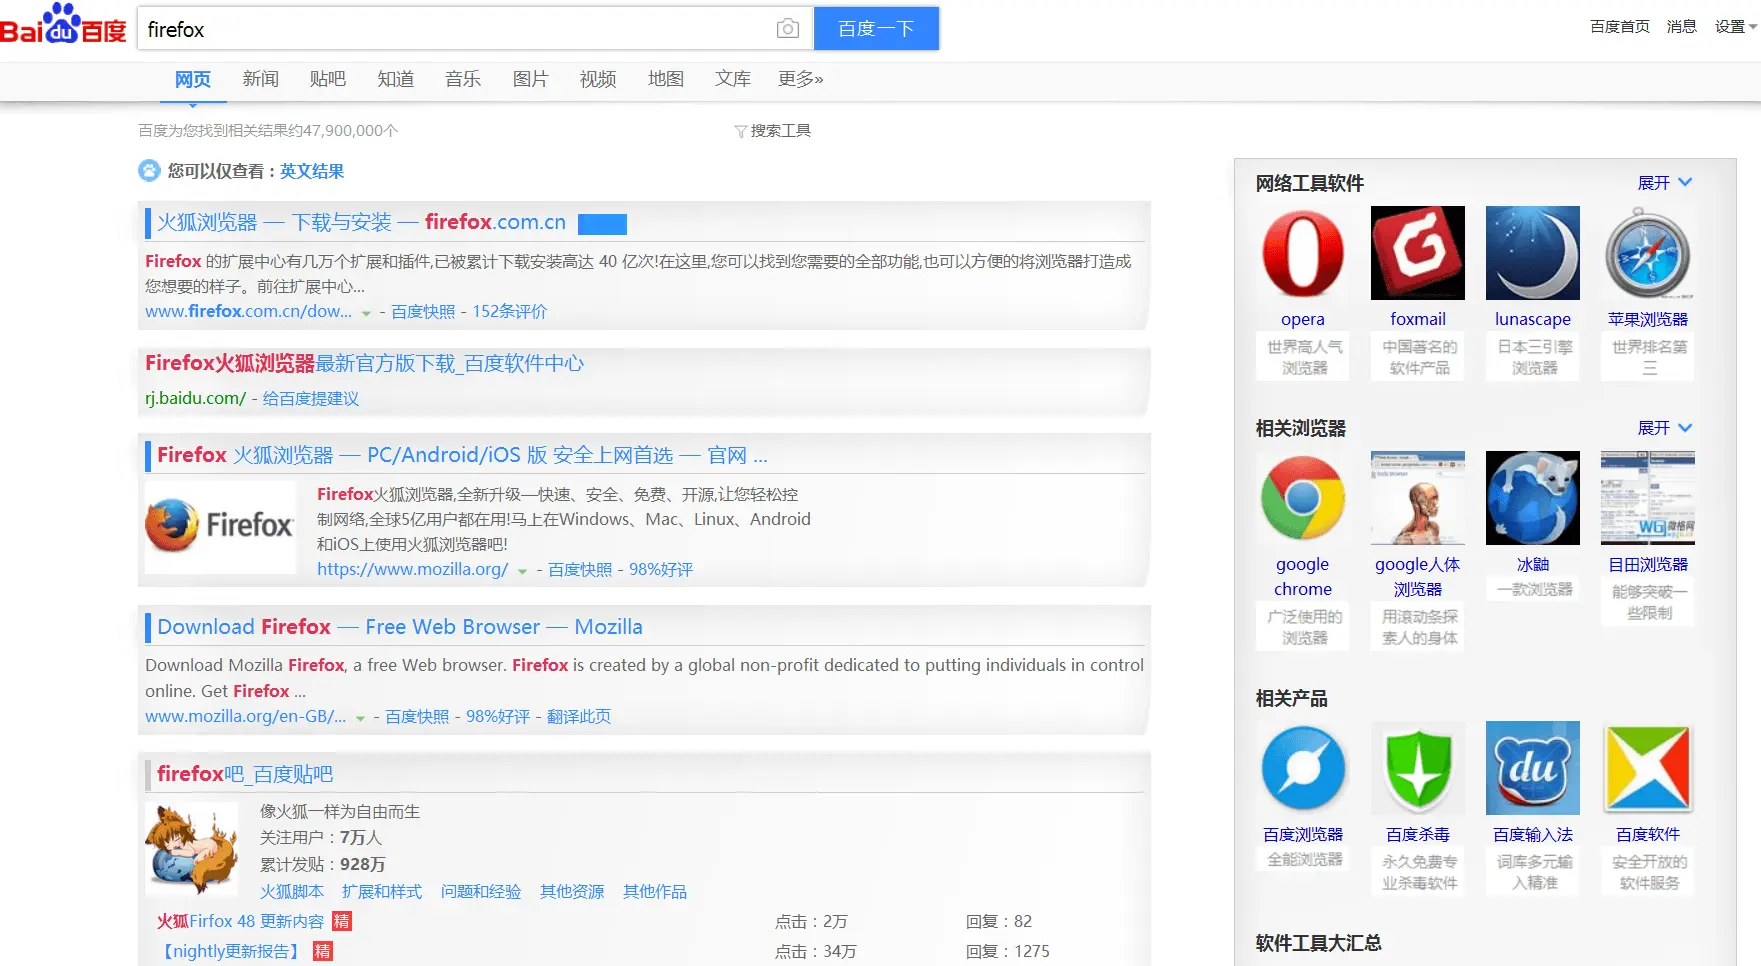 Bai du 百度
firefox
百度一下
百度首页 消息 设置
网页 新闻 贴吧 知道 音乐 图片 视频 地图 文库 更多»
百度为您找到相关结果约47,900,000个
搜索工具
您可以仅查看：英文结果
火狐浏览器 — 下载与安装 — firefox.com.cn
Firefox 的扩展中心有几万个扩展和插件,已被累计下载安装高达 40 亿次!在这里,您可以找到您需要的全部功能,也可以方便的将浏览器打造成
您想要的样子。前往扩展中心...
www.firefox.com.cn/dow... - 百度快照 - 152条评价
Firefox火狐浏览器最新官方版下载_百度软件中心
rj.baidu.com/ - 给百度提建议
Firefox 火狐浏览器 — PC/Android/iOS 版 安全上网首选 — 官网 ...
Firefox
Firefox火狐浏览器,全新升级—快速、安全、免费、开源,让您轻松控
制网络,全球5亿用户都在用!马上在Windows、Mac、Linux、Android
和iOS上使用火狐浏览器吧!
https://www.mozilla.org/ - 百度快照 - 98%好评
Download Firefox — Free Web Browser — Mozilla
Download Mozilla Firefox, a free Web browser. Firefox is created by a global non-profit dedicated to putting individuals in control
online. Get Firefox ...
www.mozilla.org/en-GB/... - 百度快照 - 98%好评 - 翻译此页
firefox吧_百度贴吧
像火狐一样为自由而生
关注用户：7万人
累计发贴：928万
火狐脚本 扩展和样式 问题和经验 其他资源 其他作品
火狐Firfox 48 更新内容 精 点击：2万 回复：82
【nightly更新报告】 精 点击：34万 回复：1275
网络工具软件 展开
opera foxmail lunascape 苹果浏览器
世界高人气 中国著名的 日本三引擎 世界排名第
浏览器 软件产品 浏览器 三
相关浏览器 展开
WG 微格网
google google人体 冰鼬 目田浏览器
chrome 浏览器 一款浏览器 能够突破一
广泛使用的 用滚动条探 些限制
浏览器 索人的身体
相关产品
du
百度浏览器 百度杀毒 百度输入法 百度软件
全能浏览器 永久免费专 词库多元输 安全开放的
业杀毒软件 入精准 软件服务
软件工具大汇总